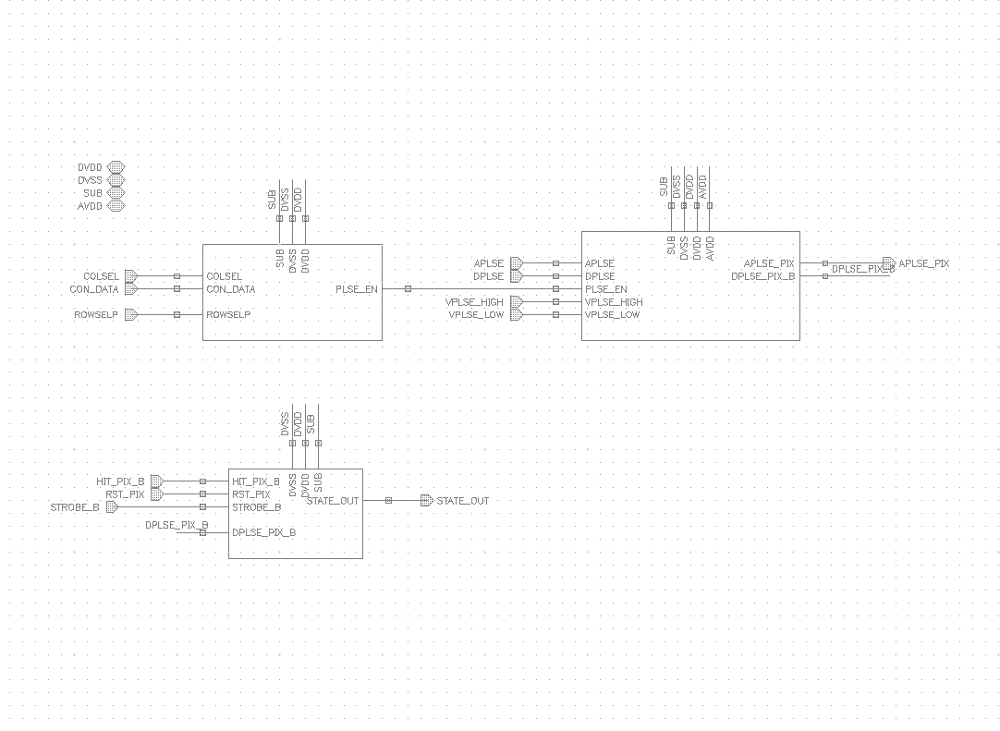 DVDD
DVSS
SUB
AVDD
SUB DVSS DVDD
SUB DVSS DVDD
COLSEL COLSEL
CON_DATA CON_DATA PLSE_EN
ROWSELP ROWSELP
SUB DVSS DVDD AVDD
SUB DVSS DVDD AVDD
APLSE APLSE APLSE_PIX APLSE_PIX
DPLSE DPLSE DPLSE_PIX_B DPLSE_PIX_B
PLSE_EN
VPLSE_HIGH VPLSE_HIGH
VPLSE_LOW VPLSE_LOW
DVSS DVDD SUB
DVSS DVDD SUB
HIT_PIX_B HIT_PIX_B
RST_PIX RST_PIX
STATE_OUT STATE_OUT
STROBE_B STROBE_B
DPLSE_PIX_B DPLSE_PIX_B